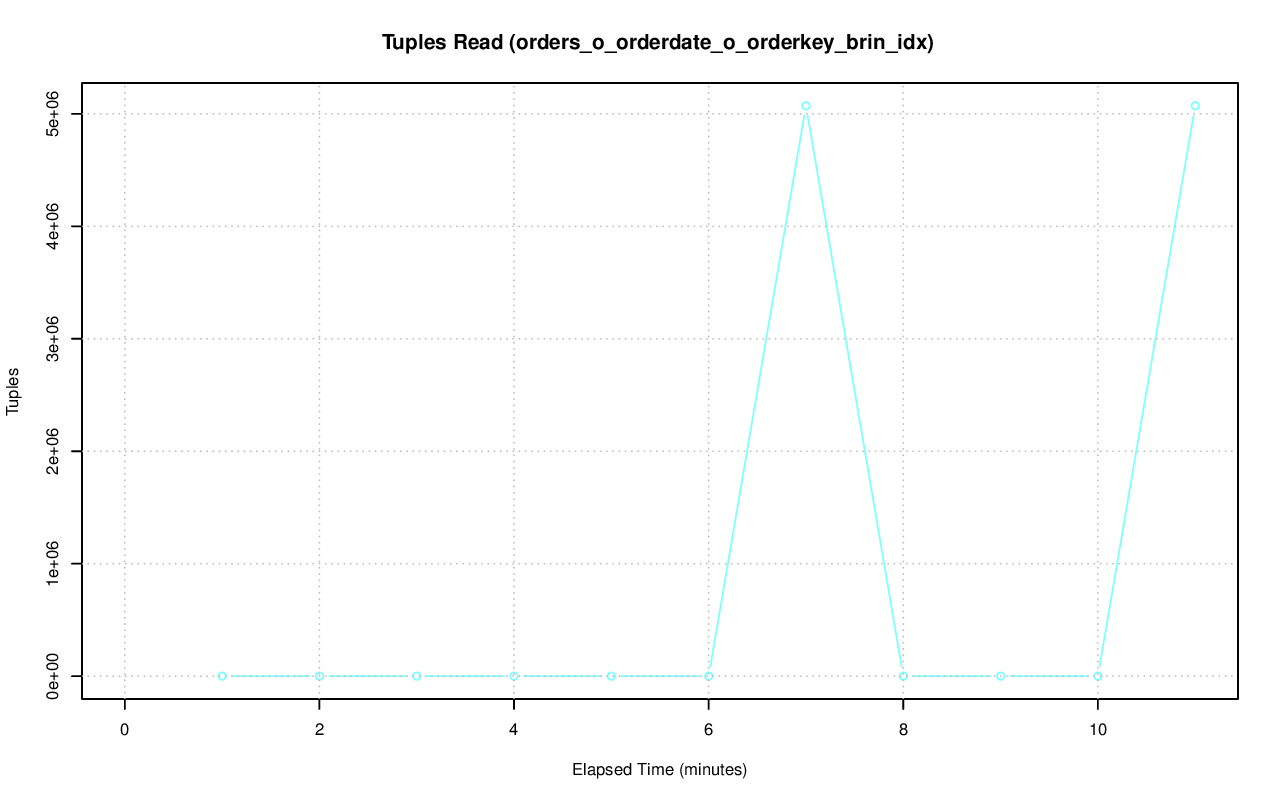 Tuples Read (orders_o_orderdate_o_orderkey_brin_idx)
5e+06
4e+06
3e+06
2e+06
1e+06
0e+00
Tuples
0 2 4 6 8 10
Elapsed Time (minutes)